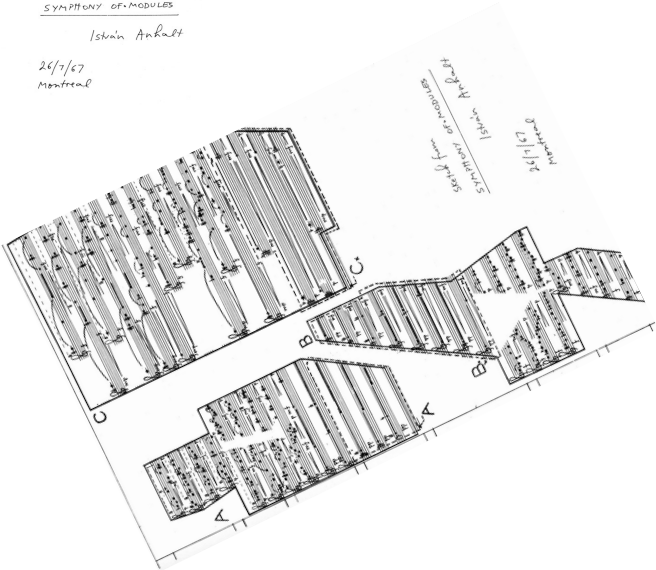 SYMPHONY OF•MODULES
István Anhalt
26/7/67
Montreal
Sketch from
SYMPHONY OF•MODULES
István Anhalt
26/7/67
Montreal
C
C
B
B
A
A